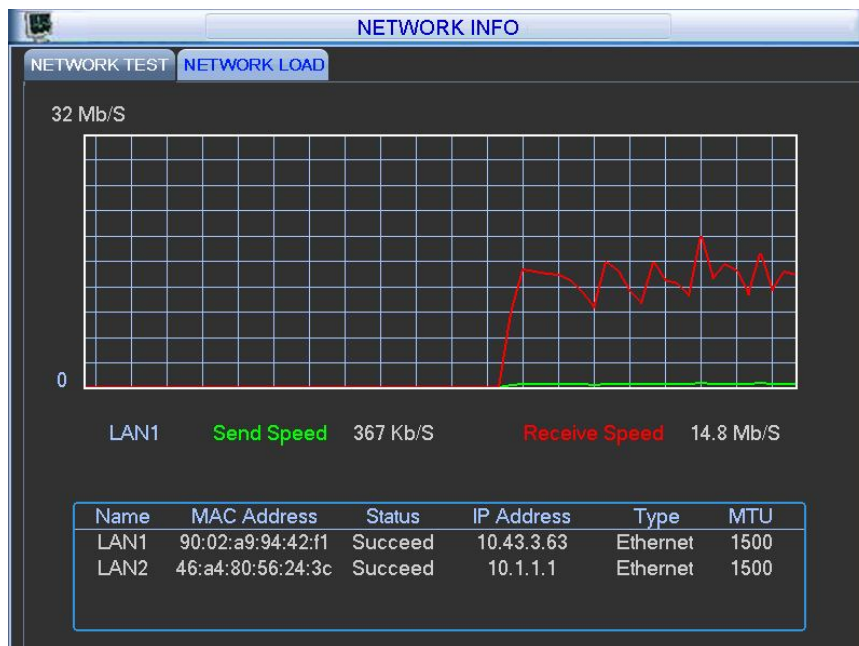 NETWORK INFO
NETWORK TEST NETWORK LOAD
32 Mb/S
0
LAN1 Send Speed 367 Kb/S Receive Speed 14.8 Mb/S
Name MAC Address Status IP Address Type MTU
LAN1 90:02:a9:94:42:f1 Succeed 10.43.3.63 Ethernet 1500
LAN2 46:a4:80:56:24:3c Succeed 10.1.1.1 Ethernet 1500